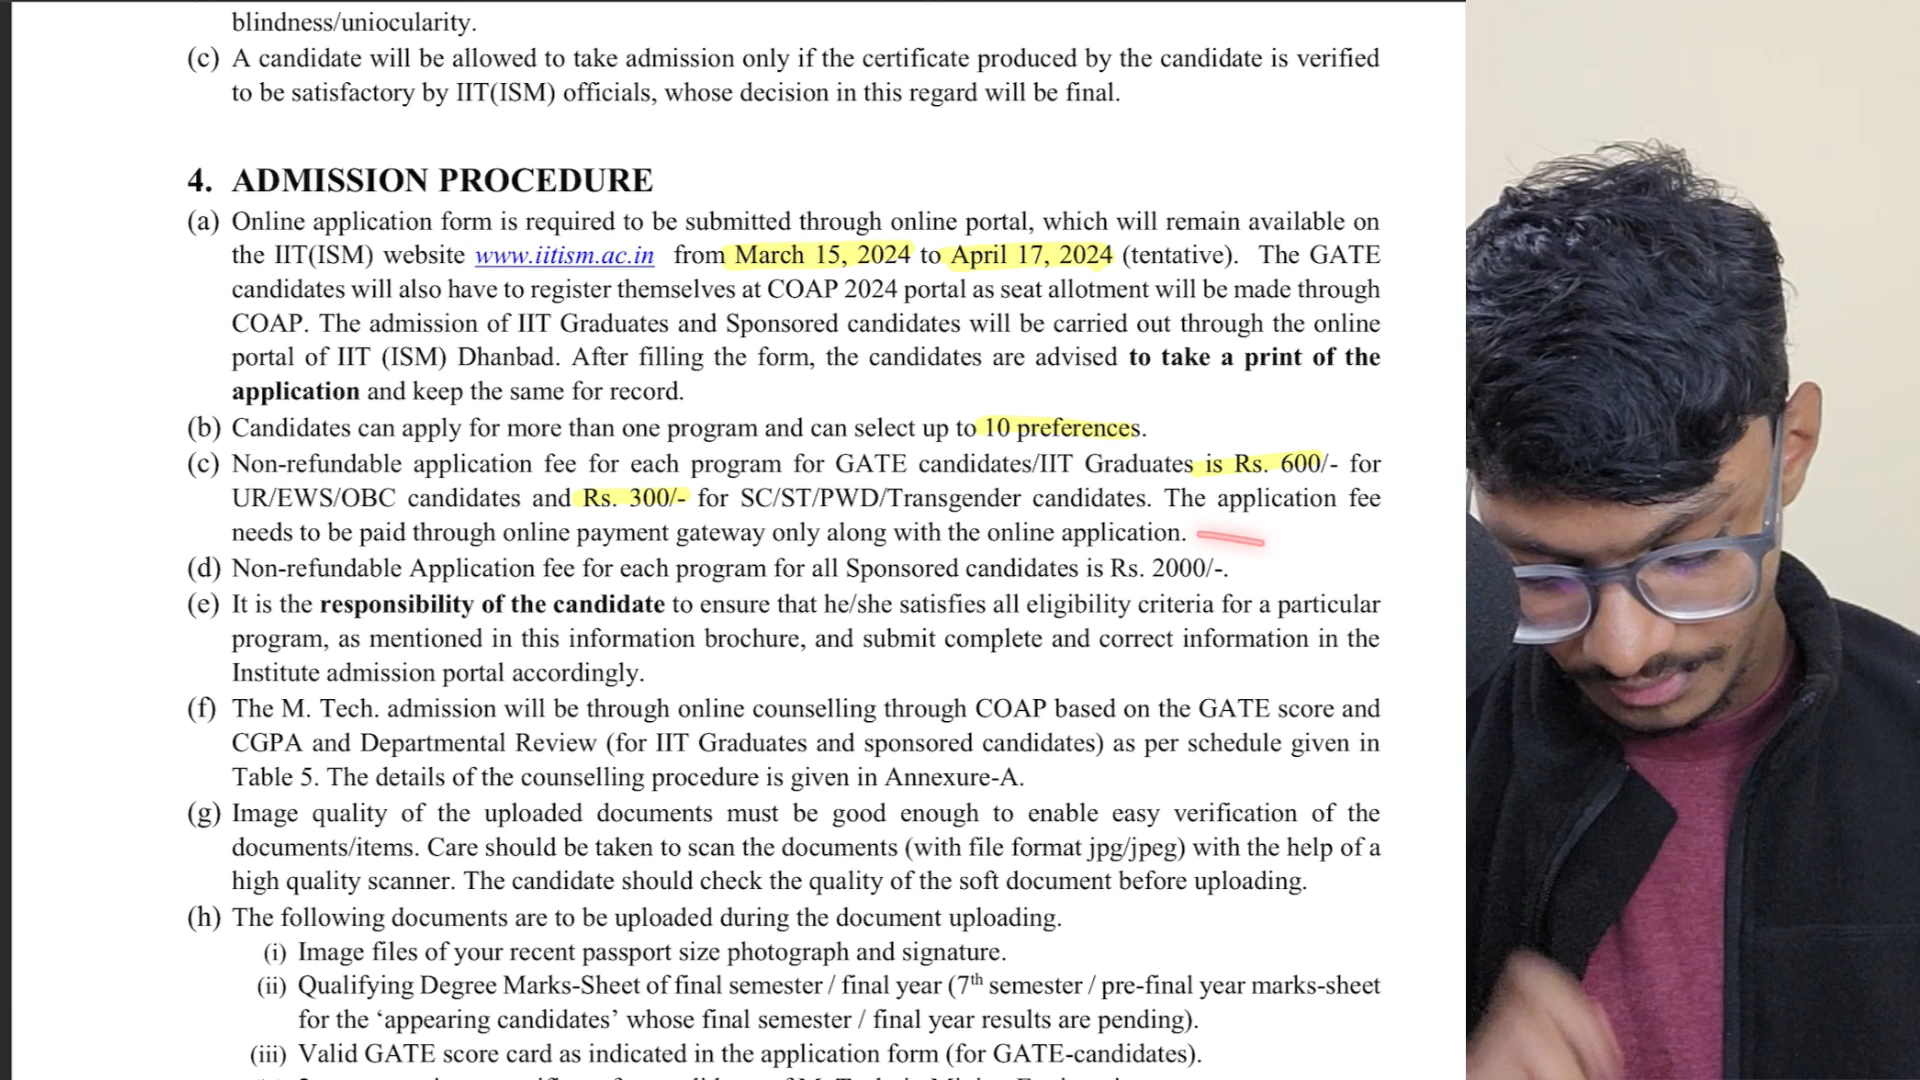 blindness/uniocularity.
(c) A candidate will be allowed to take admission only if the certificate produced by the candidate is verified
to be satisfactory by IIT(ISM) officials, whose decision in this regard will be final.
4. ADMISSION PROCEDURE
(a) Online application form is required to be submitted through online portal, which will remain available on
the IIT(ISM) website www.iitism.ac.in from March 15, 2024 to April 17, 2024 (tentative). The GATE
candidates will also have to register themselves at COAP 2024 portal as seat allotment will be made through
COAP. The admission of IIT Graduates and Sponsored candidates will be carried out through the online
portal of IIT (ISM) Dhanbad. After filling the form, the candidates are advised to take a print of the
application and keep the same for record.
(b) Candidates can apply for more than one program and can select up to 10 preferences.
(c) Non-refundable application fee for each program for GATE candidates/IIT Graduates is Rs. 600/- for
UR/EWS/OBC candidates and Rs. 300/- for SC/ST/PWD/Transgender candidates. The application fee
needs to be paid through online payment gateway only along with the online application.
(d) Non-refundable Application fee for each program for all Sponsored candidates is Rs. 2000/-.
(e) It is the responsibility of the candidate to ensure that he/she satisfies all eligibility criteria for a particular
program, as mentioned in this information brochure, and submit complete and correct information in the
Institute admission portal accordingly.
(f) The M. Tech. admission will be through online counselling through COAP based on the GATE score and
CGPA and Departmental Review (for IIT Graduates and sponsored candidates) as per schedule given in
Table 5. The details of the counselling procedure is given in Annexure-A.
(g) Image quality of the uploaded documents must be good enough to enable easy verification of the
documents/items. Care should be taken to scan the documents (with file format jpg/jpeg) with the help of a
high quality scanner. The candidate should check the quality of the soft document before uploading.
(h) The following documents are to be uploaded during the document uploading.
(i) Image files of your recent passport size photograph and signature.
(ii) Qualifying Degree Marks-Sheet of final semester / final year (7th semester / pre-final year marks-sheet
for the ‘appearing candidates’ whose final semester / final year results are pending).
(iii) Valid GATE score card as indicated in the application form (for GATE-candidates).